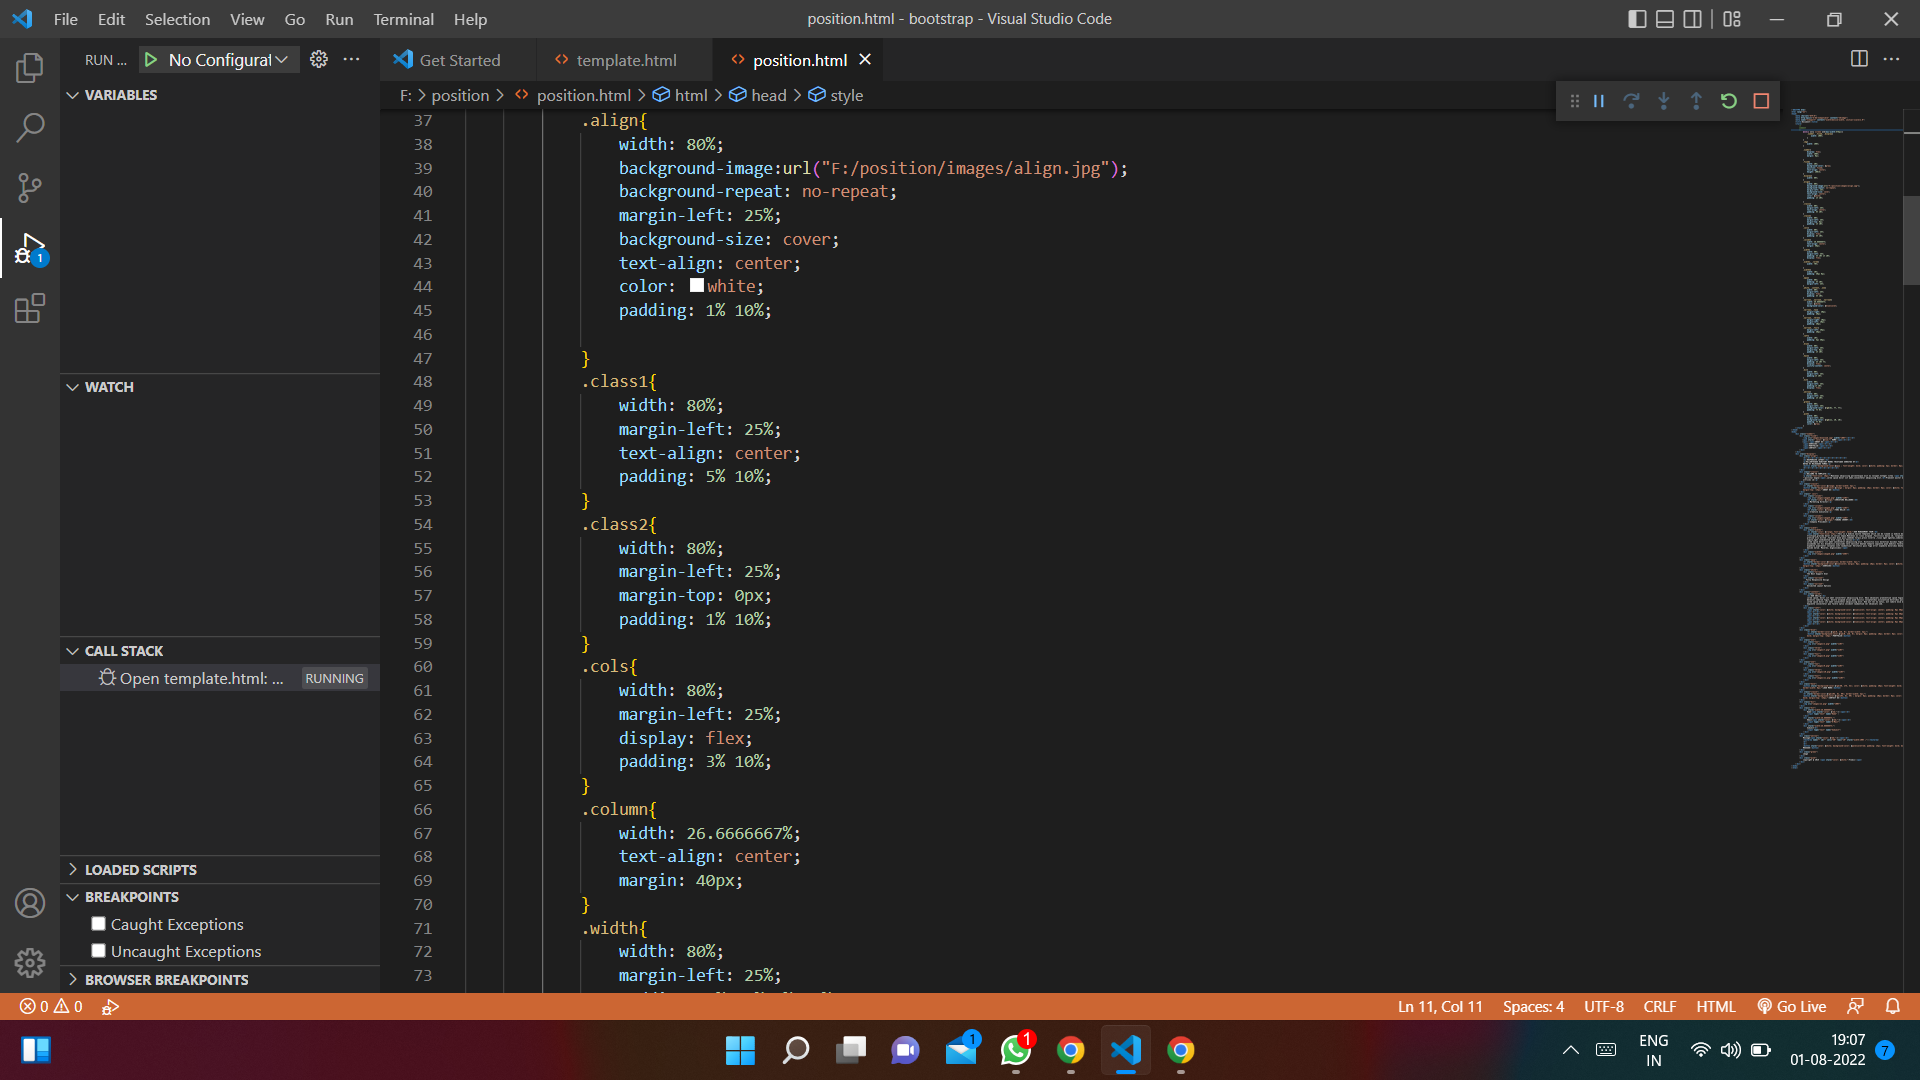 File Edit Selection View Go Run Terminal Help
position.html - bootstrap - Visual Studio Code
RUN ... No Configurat
Get Started
template.html
position.html
F: > position > position.html > html > head > style
VARIABLES
WATCH
CALL STACK
Open template.html: ... RUNNING
LOADED SCRIPTS
BREAKPOINTS
Caught Exceptions
Uncaught Exceptions
BROWSER BREAKPOINTS
1
37 .align{
38 width: 80%;
39 background-image:url("F:/position/images/align.jpg");
40 background-repeat: no-repeat;
41 margin-left: 25%;
42 background-size: cover;
43 text-align: center;
44 color: white;
45 padding: 1% 10%;
46
47 }
48 .class1{
49 width: 80%;
50 margin-left: 25%;
51 text-align: center;
52 padding: 5% 10%;
53 }
54 .class2{
55 width: 80%;
56 margin-left: 25%;
57 margin-top: 0px;
58 padding: 1% 10%;
59 }
60 .cols{
61 width: 80%;
62 margin-left: 25%;
63 display: flex;
64 padding: 3% 10%;
65 }
66 .column{
67 width: 26.6666667%;
68 text-align: center;
69 margin: 40px;
70 }
71 .width{
72 width: 80%;
73 margin-left: 25%;
0 0
Ln 11, Col 11 Spaces: 4 UTF-8 CRLF HTML Go Live
1
1
ENG
IN
19:07
01-08-2022
7